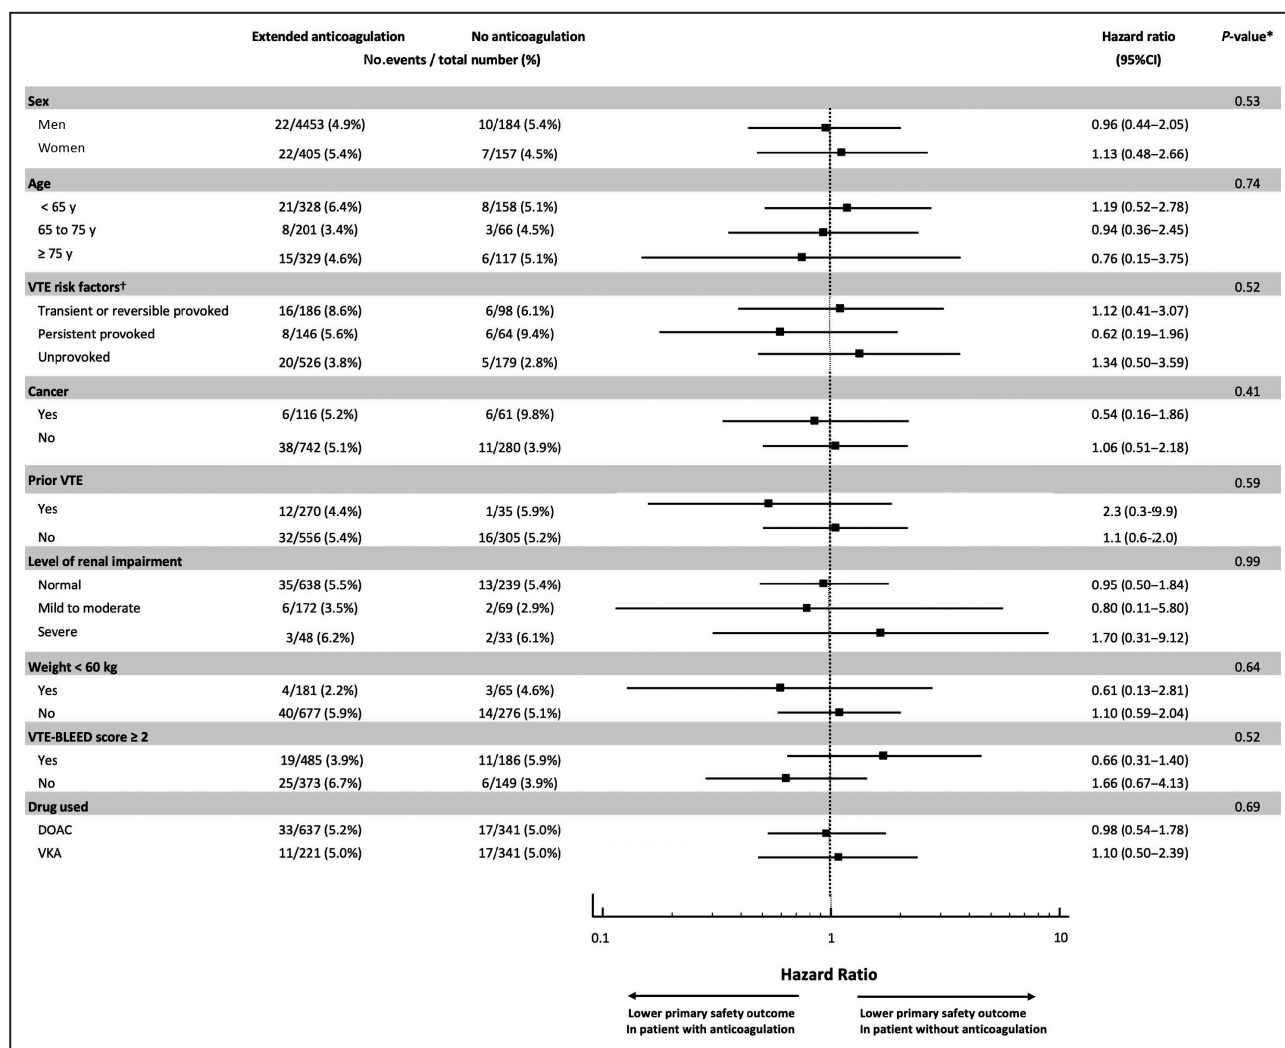 Extended anticoagulation No anticoagulation Hazard ratio P-value*
No.events / total number (%) (95%CI)
Sex 0.53
Men 22/4453 (4.9%) 10/184 (5.4%) 0.96 (0.44–2.05)
Women 22/405 (5.4%) 7/157 (4.5%) 1.13 (0.48–2.66)
Age 0.74
< 65 y 21/328 (6.4%) 8/158 (5.1%) 1.19 (0.52–2.78)
65 to 75 y 8/201 (3.4%) 3/66 (4.5%) 0.94 (0.36–2.45)
≥ 75 y 15/329 (4.6%) 6/117 (5.1%) 0.76 (0.15–3.75)
VTE risk factors† 0.52
Transient or reversible provoked 16/186 (8.6%) 6/98 (6.1%) 1.12 (0.41–3.07)
Persistent provoked 8/146 (5.6%) 6/64 (9.4%) 0.62 (0.19–1.96)
Unprovoked 20/526 (3.8%) 5/179 (2.8%) 1.34 (0.50–3.59)
Cancer 0.41
Yes 6/116 (5.2%) 6/61 (9.8%) 0.54 (0.16–1.86)
No 38/742 (5.1%) 11/280 (3.9%) 1.06 (0.51–2.18)
Prior VTE 0.59
Yes 12/270 (4.4%) 1/35 (5.9%) 2.3 (0.3-9.9)
No 32/556 (5.4%) 16/305 (5.2%) 1.1 (0.6-2.0)
Level of renal impairment 0.99
Normal 35/638 (5.5%) 13/239 (5.4%) 0.95 (0.50–1.84)
Mild to moderate 6/172 (3.5%) 2/69 (2.9%) 0.80 (0.11–5.80)
Severe 3/48 (6.2%) 2/33 (6.1%) 1.70 (0.31–9.12)
Weight < 60 kg 0.64
Yes 4/181 (2.2%) 3/65 (4.6%) 0.61 (0.13–2.81)
No 40/677 (5.9%) 14/276 (5.1%) 1.10 (0.59–2.04)
VTE-BLEED score ≥ 2 0.52
Yes 19/485 (3.9%) 11/186 (5.9%) 0.66 (0.31–1.40)
No 25/373 (6.7%) 6/149 (3.9%) 1.66 (0.67–4.13)
Drug used 0.69
DOAC 33/637 (5.2%) 17/341 (5.0%) 0.98 (0.54–1.78)
VKA 11/221 (5.0%) 17/341 (5.0%) 1.10 (0.50–2.39)
0.1 1 10
Hazard Ratio
Lower primary safety outcome Lower primary safety outcome
In patient with anticoagulation In patient without anticoagulation